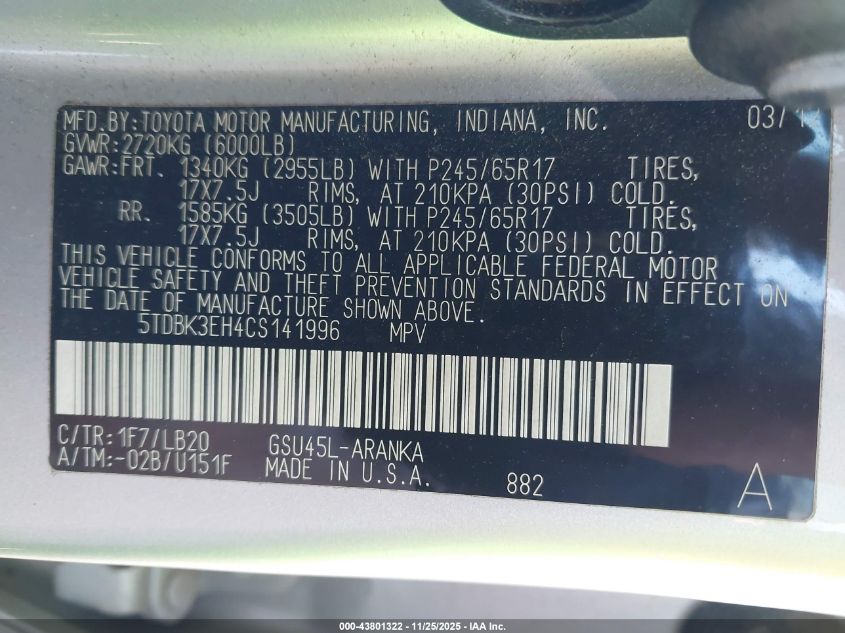 MFD.BY:TOYOTA MOTOR MANUFACTURING, INDIANA, INC. 03/1
GVWR:2720KG (6000LB)
GAWR:FRT. 1340KG (2955LB) WITH P245/65R17 TIRES,
17X7.5J RIMS, AT 210KPA (30PSI) COLD.
RR. 1585KG (3505LB) WITH P245/65R17 TIRES,
17X7.5J RIMS, AT 210KPA (30PSI) COLD.
THIS VEHICLE CONFORMS TO ALL APPLICABLE FEDERAL MOTOR
VEHICLE SAFETY AND THEFT PREVENTION STANDARDS IN EFFECT ON
THE DATE OF MANUFACTURE SHOWN ABOVE.
5TDBK3EH4CS141996 MPV
C/TR:1F7/LB20 GSU45L-ARANKA
A/TM:-02B/U151F MADE IN U.S.A. 882 A
000-43801322 | 11/25/2025 - IAA Inc.